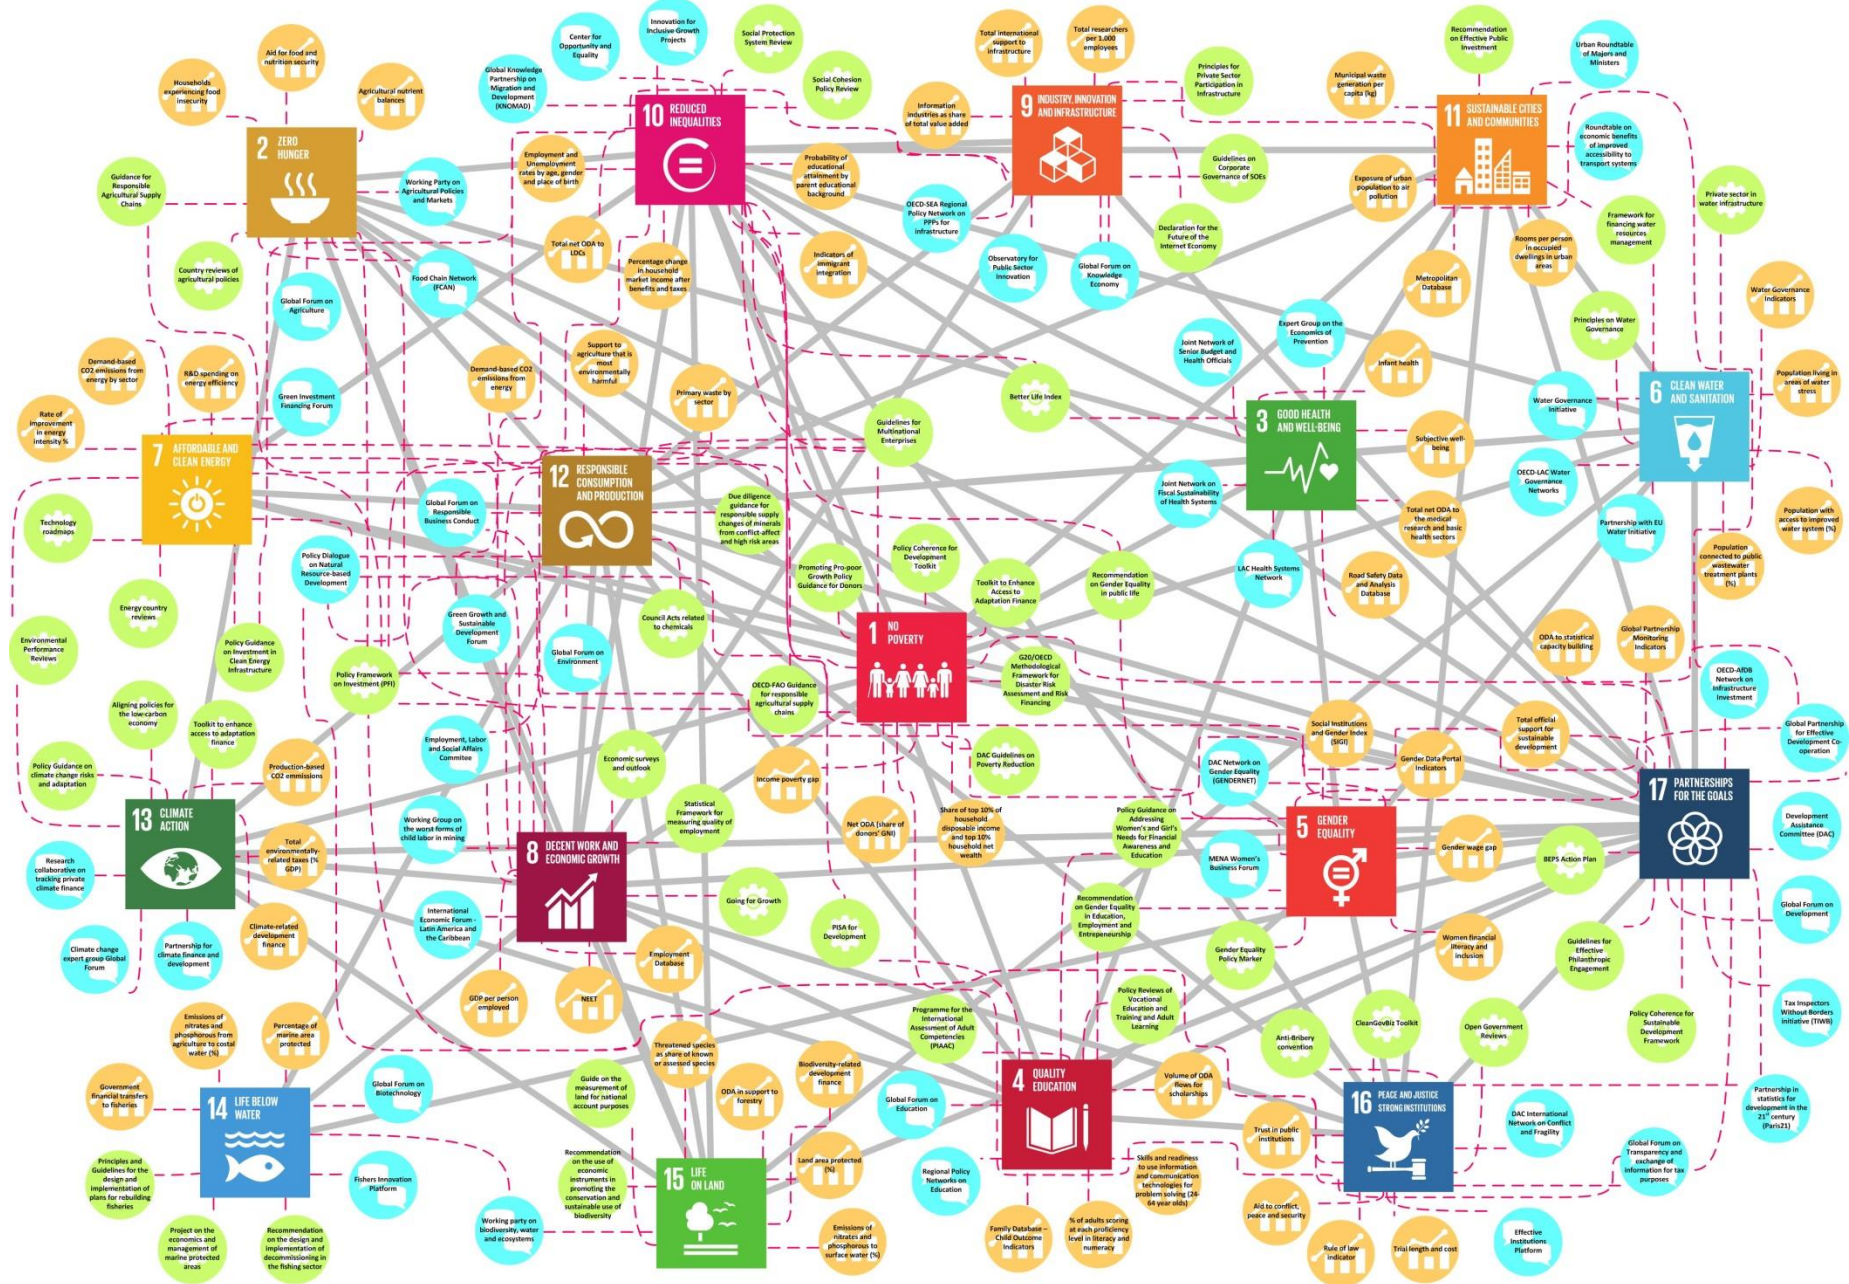 Center for
Opportunity and
Equality
Innovation for
Inclusive Growth
Projects
Social Protection
System Review
Total international
support to
infrastructure
Total researchers
per 1,000
employees
Recommendation
on Effective Public
Investment
Urban Roundtable
of Majors and
Ministers
Aid for food and
nutrition security
Households
experiencing food
insecurity
Agricultural nutrient
balances
Global Knowledge
Partnership on
Migration and
Development
(KNOMAD)
Social Cohesion
Policy Review
Principles for
Private Sector
Participation in
Infrastructure
Municipal waste
generation per
capita (kg)
10 REDUCED
INEQUALITIES
9 INDUSTRY, INNOVATION
AND INFRASTRUCTURE
11 SUSTAINABLE CITIES
AND COMMUNITIES
2 ZERO
HUNGER
Information
industries as share
of total value added
Roundtable on
economic benefits
of improved
accessibility to
transport systems
Guidance for
Responsible
Agricultural Supply
Chains
Working Party on
Agricultural Policies
and Markets
Employment and
Unemployment
rates by age, gender
and place of birth
Probability of
educational
attainment by
parent educational
background
Guidelines on
Corporate
Governance of SOEs
Exposure of urban
population to air
pollution
Private sector in
water infrastructure
OECD-SEA Regional
Policy Network on
PPPs for
infrastructure
Declaration for the
Future of the
Internet Economy
Framework for
financing water
resources
management
Country reviews of
agricultural policies
Total net ODA to
LOCs
Percentage change
in household
market income after
benefits and taxes
Indicators of
immigrant
integration
Observatory for
Public Sector
Innovation
Global Forum on
Knowledge
Economy
Rooms per person
in occupied
dwellings in urban
areas
Metropolitan
Database
Food Chain Network
(FCAN)
Global Forum on
Agriculture
Water Governance
Indicators
Principles on Water
Governance
Demand-based
CO2 emissions from
energy by sector
R&D spending on
energy efficiency
Green Investment
Financing Forum
Demand-based CO2
emissions from
energy
Support to
agriculture that is
most
environmentally
harmful
Primary waste by
sector
Joint Network of
Senior Budget and
Health Officials
Expert Group on the
Economics of
Prevention
Infant health
Better Life Index
Water Governance
Initiative
6 CLEAN WATER
AND SANITATION
Population living in
areas of water
stress
Rate of
improvement
in energy
intensity %
7 AFFORDABLE AND
CLEAN ENERGY
12 RESPONSIBLE
CONSUMPTION
AND PRODUCTION
Guidelines for
Multinational
Enterprises
3 GOOD HEALTH
AND WELL-BEING
Subjective well-
being
OECD-LAC Water
Governance
Networks
Joint Network on
Fiscal Sustainability
of Health Systems
Technology
roadmaps
Global Forum on
Responsible
Business Conduct
Due diligence
guidance for
responsible supply
changes of minerals
from conflict-affect
and high risk areas
Total net ODA to
the medical
research and basic
health sectors
Partnership with EU
Water Initiative
Population with
access to improved
water system (%)
Population
connected to public
wastewater
treatment plants
(%)
Policy Dialogue
on Natural
Resource-based
Development
Promoting Pro-poor
Growth Policy
Guidance for Donors
Policy Coherence for
Development
Toolkit
Toolkit to Enhance
Access to
Adaptation Finance
Recommendation
on Gender Equality
in public life
LAC Health Systems
Network
Road Safety Data
and Analysis
Database
Energy country
reviews
Environmental
Performance
Reviews
Policy Guidance
on Investment in
Clean Energy
Infrastructure
Green Growth and
Sustainable
Development
Forum
Council Acts related
to chemicals
Global Forum on
Environment
1 NO
POVERTY
ODA to statistical
capacity building
Global Partnership
Monitoring
Indicators
OECD-AfDB
Network on
Infrastructure
Investment
Policy Framework
on Investment (PFI)
OECD-FAO Guidance
for responsible
agricultural supply
chains
G20/OECD
Methodological
Framework for
Disaster Risk
Assessment and Risk
Financing
Aligning policies for
the low-carbon
economy
Toolkit to enhance
access to adaptation
finance
Social Institutions
and Gender Index
(SIGI)
Total official
support for
sustainable
development
Global Partnership
for Effective
Development Co-
operation
Employment, Labor
and Social Affairs
Commitee
Economic surveys
and outlook
DAC Guidelines on
Poverty Reduction
DAC Network on
Gender Equality
(GENDERNET)
Gender Data Portal
Indicators
Policy Guidance on
climate change risks
and adaptation
Production-based
CO2 emmissions
Income poverty gap
13 CLIMATE
ACTION
17 PARTNERSHIPS
FOR THE GOALS
Working Group on
the worst forms of
child labor in mining
Statistical
Framework for
measuring quality of
employment
Net ODA (share of
donors' GNI)
Share of top 10% of
household
disposable income
and top 10%
household net
wealth
Policy Guidance on
Addressing
Women's and Girl's
Needs for Financial
Awareness and
Education
5 GENDER
EQUALITY
Development
Assistance
Committee (DAC)
8 DECENT WORK AND
ECONOMIC GROWTH
Total
environmentally-
related taxes (%
GDP)
Research
collaborative on
tracking private
climate finance
MENA Women's
Business Forum
Gender wage gap
BEPS Action Plan
International
Economic Forum -
Latin America and
the Caribbean
Going for Growth
Recommendation
on Gender Equality
in Education,
Employment and
Entrepeneurship
Global Forum on
Development
Climate change
expert group Global
Forum
Partnership for
climate finance and
development
Climate-related
development
finance
PISA for
Development
Employment
Database
Gender Equality
Policy Marker
Women financial
literacy and
inclusion
Guidelines for
Effective
Philanthropic
Engagement
GDP per person
employed
NEET
Policy Reviews of
Vocational
Education and
Training and Adult
Learning
Tax Inspectors
Without Borders
initiative (TIWB)
Emissions of
nitrates and
phosphorous from
agriculture to costal
water (%)
Percentage of
marine area
protected
Programme for the
International
Assessment of Adult
Competencies
(PIAAC)
CleanGovBiz Toolkit
Anti-Bribery
convention
Open Government
Reviews
Policy Coherence for
Sustainable
Development
Framework
Threatened species
as share of known
or assessed species
Global Forum on
Biotechnology
Biodiversity-related
development
finance
Government
financial transfers
to fisheries
14 LIFE BELOW
WATER
Guide on the
measurement of
land for national
account purposes
ODA in support to
forestry
Global Forum on
Education
4 QUALITY
EDUCATION
Volume of ODA
flows for
scholarships
16 PEACE AND JUSTICE
STRONG INSTITUTIONS
Partnership in
statistics for
development in the
21st century
(Paris21)
DAC International
Network on Conflict
and Fragility
Trust in public
institutions
Global Forum on
Transparency and
exchange of
information for tax
purposes
Principles and
Guidelines for the
design and
implementation of
plans for rebuilding
fisheries
Fishers Innovation
Platform
Recommendation
on the use of
economic
instruments in
promoting the
conservation and
sustainable use of
biodiversity
15 LIFE
ON LAND
Land area protected
(%)
Regional Policy
Networks on
Education
Skills and readiness
to use information
and communication
technologies for
problem solving (24-
64 year olds)
Working party on
biodiversity, water
and ecosystems
Aid to conflict,
peace and security
Project on the
economics and
management of
marine protected
areas
Recommendation
on the design and
implementation of
decommissioning in
the fishing sector
Emissions of
nitrates and
phosphorous to
surface water (%)
Family Database –
Child Outcome
Indicators
% of adults scoring
at each proficiency
level in literacy and
numeracy
Rule of law
indicator
Trial length and cost
Effective
Institutions
Platform